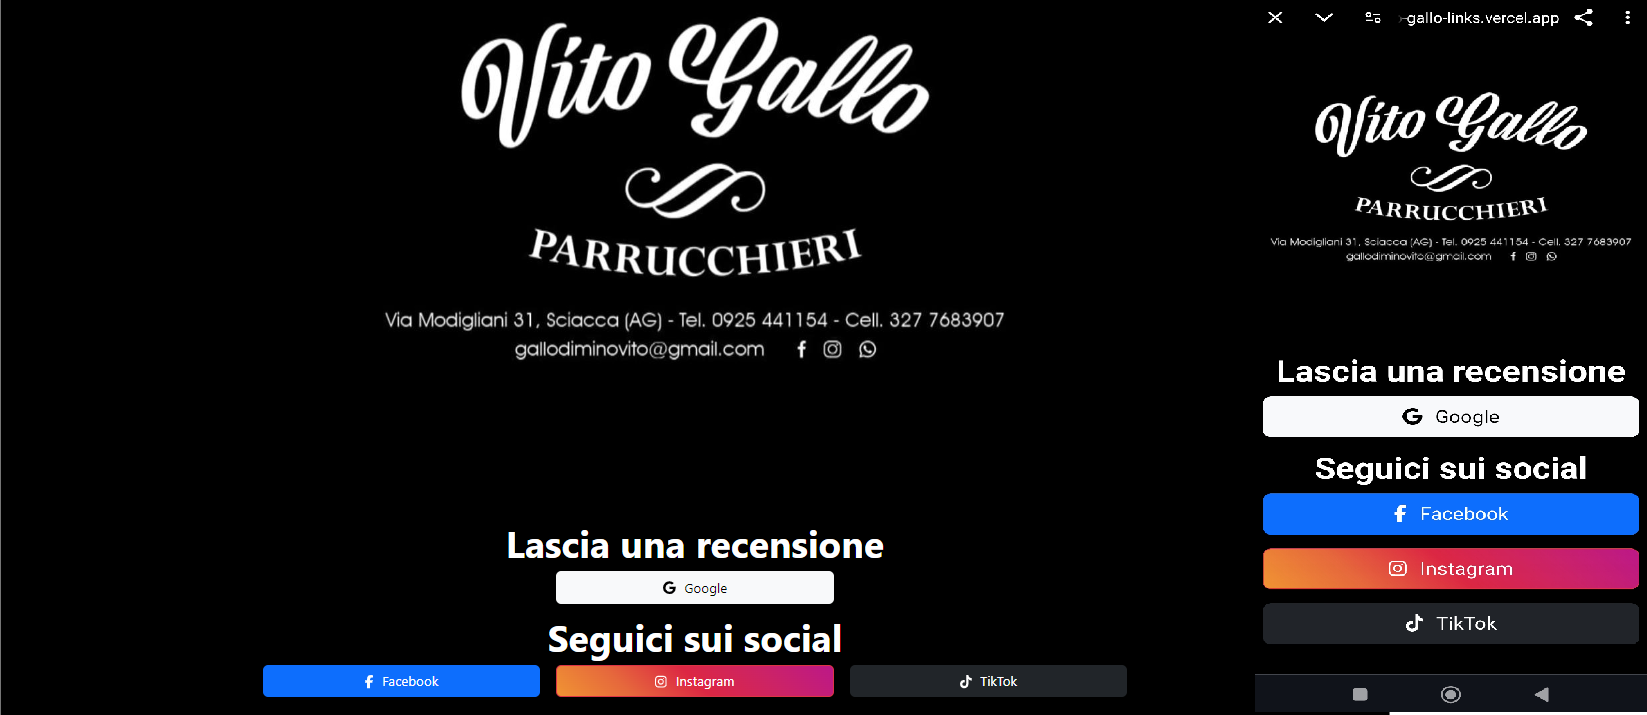 Vito Gallo
PARRUCCHIERI
Via Modigliani 31, Sciacca (AG) - Tel. 0925 441154 - Cell. 327 7683907
gallodiminovito@gmail.com
Lascia una recensione
Google
Seguici sui social
Facebook
Instagram
TikTok
-gallo-links.vercel.app
Vito Gallo
PARRUCCHIERI
Via Modigliani 31, Sciacca (AG) - Tel. 0925 441154 - Cell. 327 7683907
gallodiminovito@gmail.com
Lascia una recensione
Google
Seguici sui social
Facebook
Instagram
TikTok